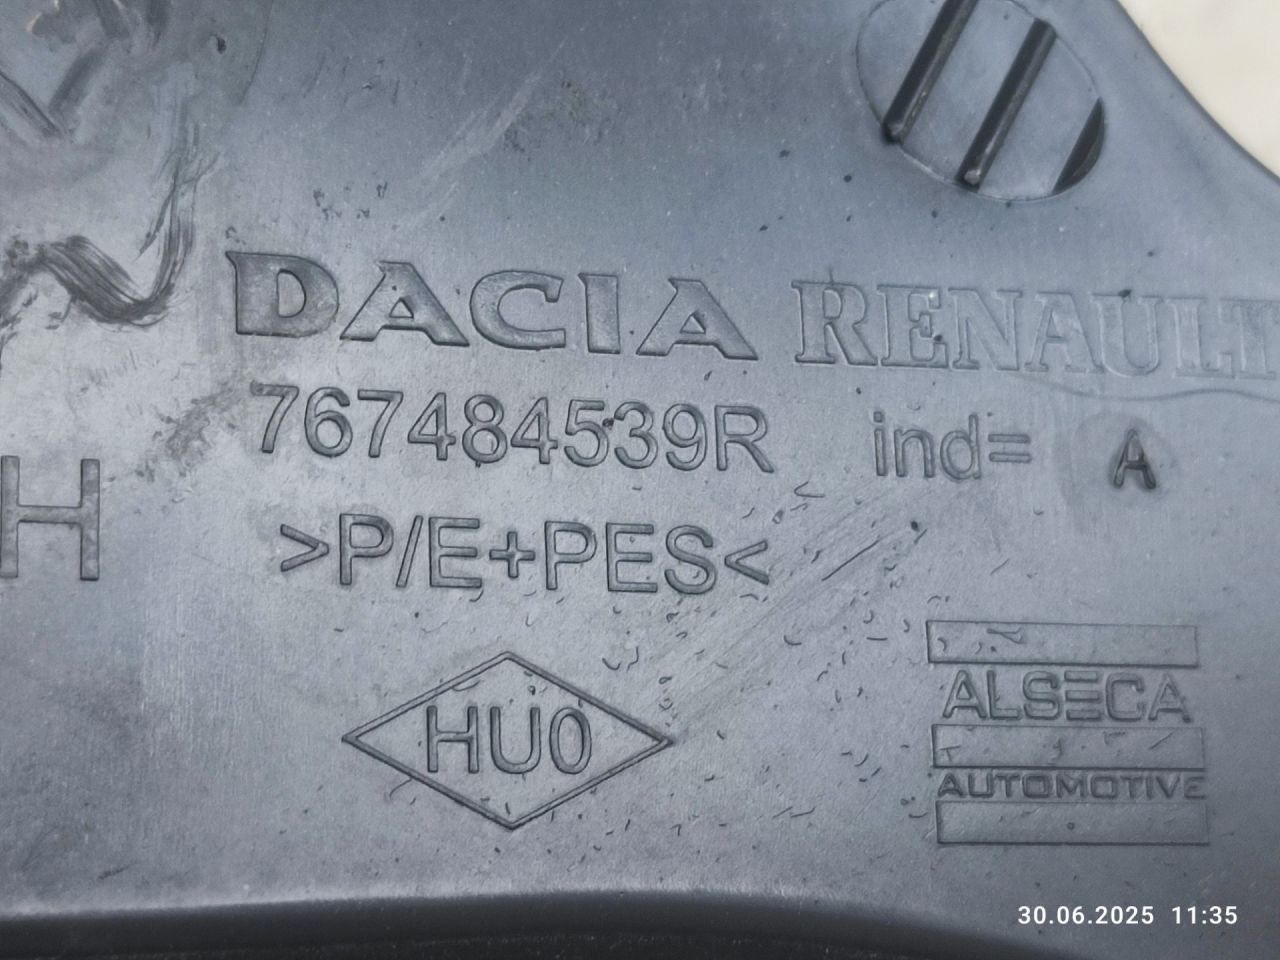 DACIA RENAULT
767484539R ind= A
H
>P/E+PES<
HU0
ALSECA
AUTOMOTIVE
30.06.2025 11:35